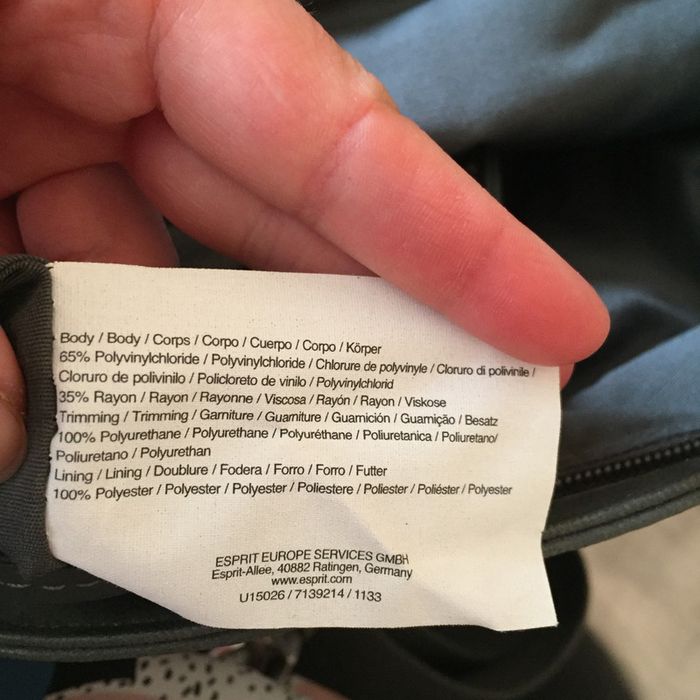 Body / Body / Corps / Corpo / Cuerpo / Corpo / Körper
65% Polyvinylchloride / Polyvinylchloride / Chlorure de polyvinyle / Cloruro di polivinile /
Cloruro de polivinilo / Policloreto de vinilo / Polyvinylchlorid
35% Rayon / Rayon / Rayonne / Viscosa / Rayón / Rayon / Viskose
Trimming / Trimming / Garniture / Guarniture / Guarnición / Guarnição / Besatz
100% Polyurethane / Polyurethane / Polyuréthane / Poliuretanica / Poliuretano/
Poliuretano / Polyurethan
Lining / Lining / Doublure / Fodera / Forro / Forro / Futter
100% Polyester / Polyester / Polyester / Poliestere / Poliester / Poliéster / Polyester
ESPRIT EUROPE SERVICES GMBH
Esprit-Allee, 40882 Ratingen, Germany
www.esprit.com
U15026 / 7139214 / 1133